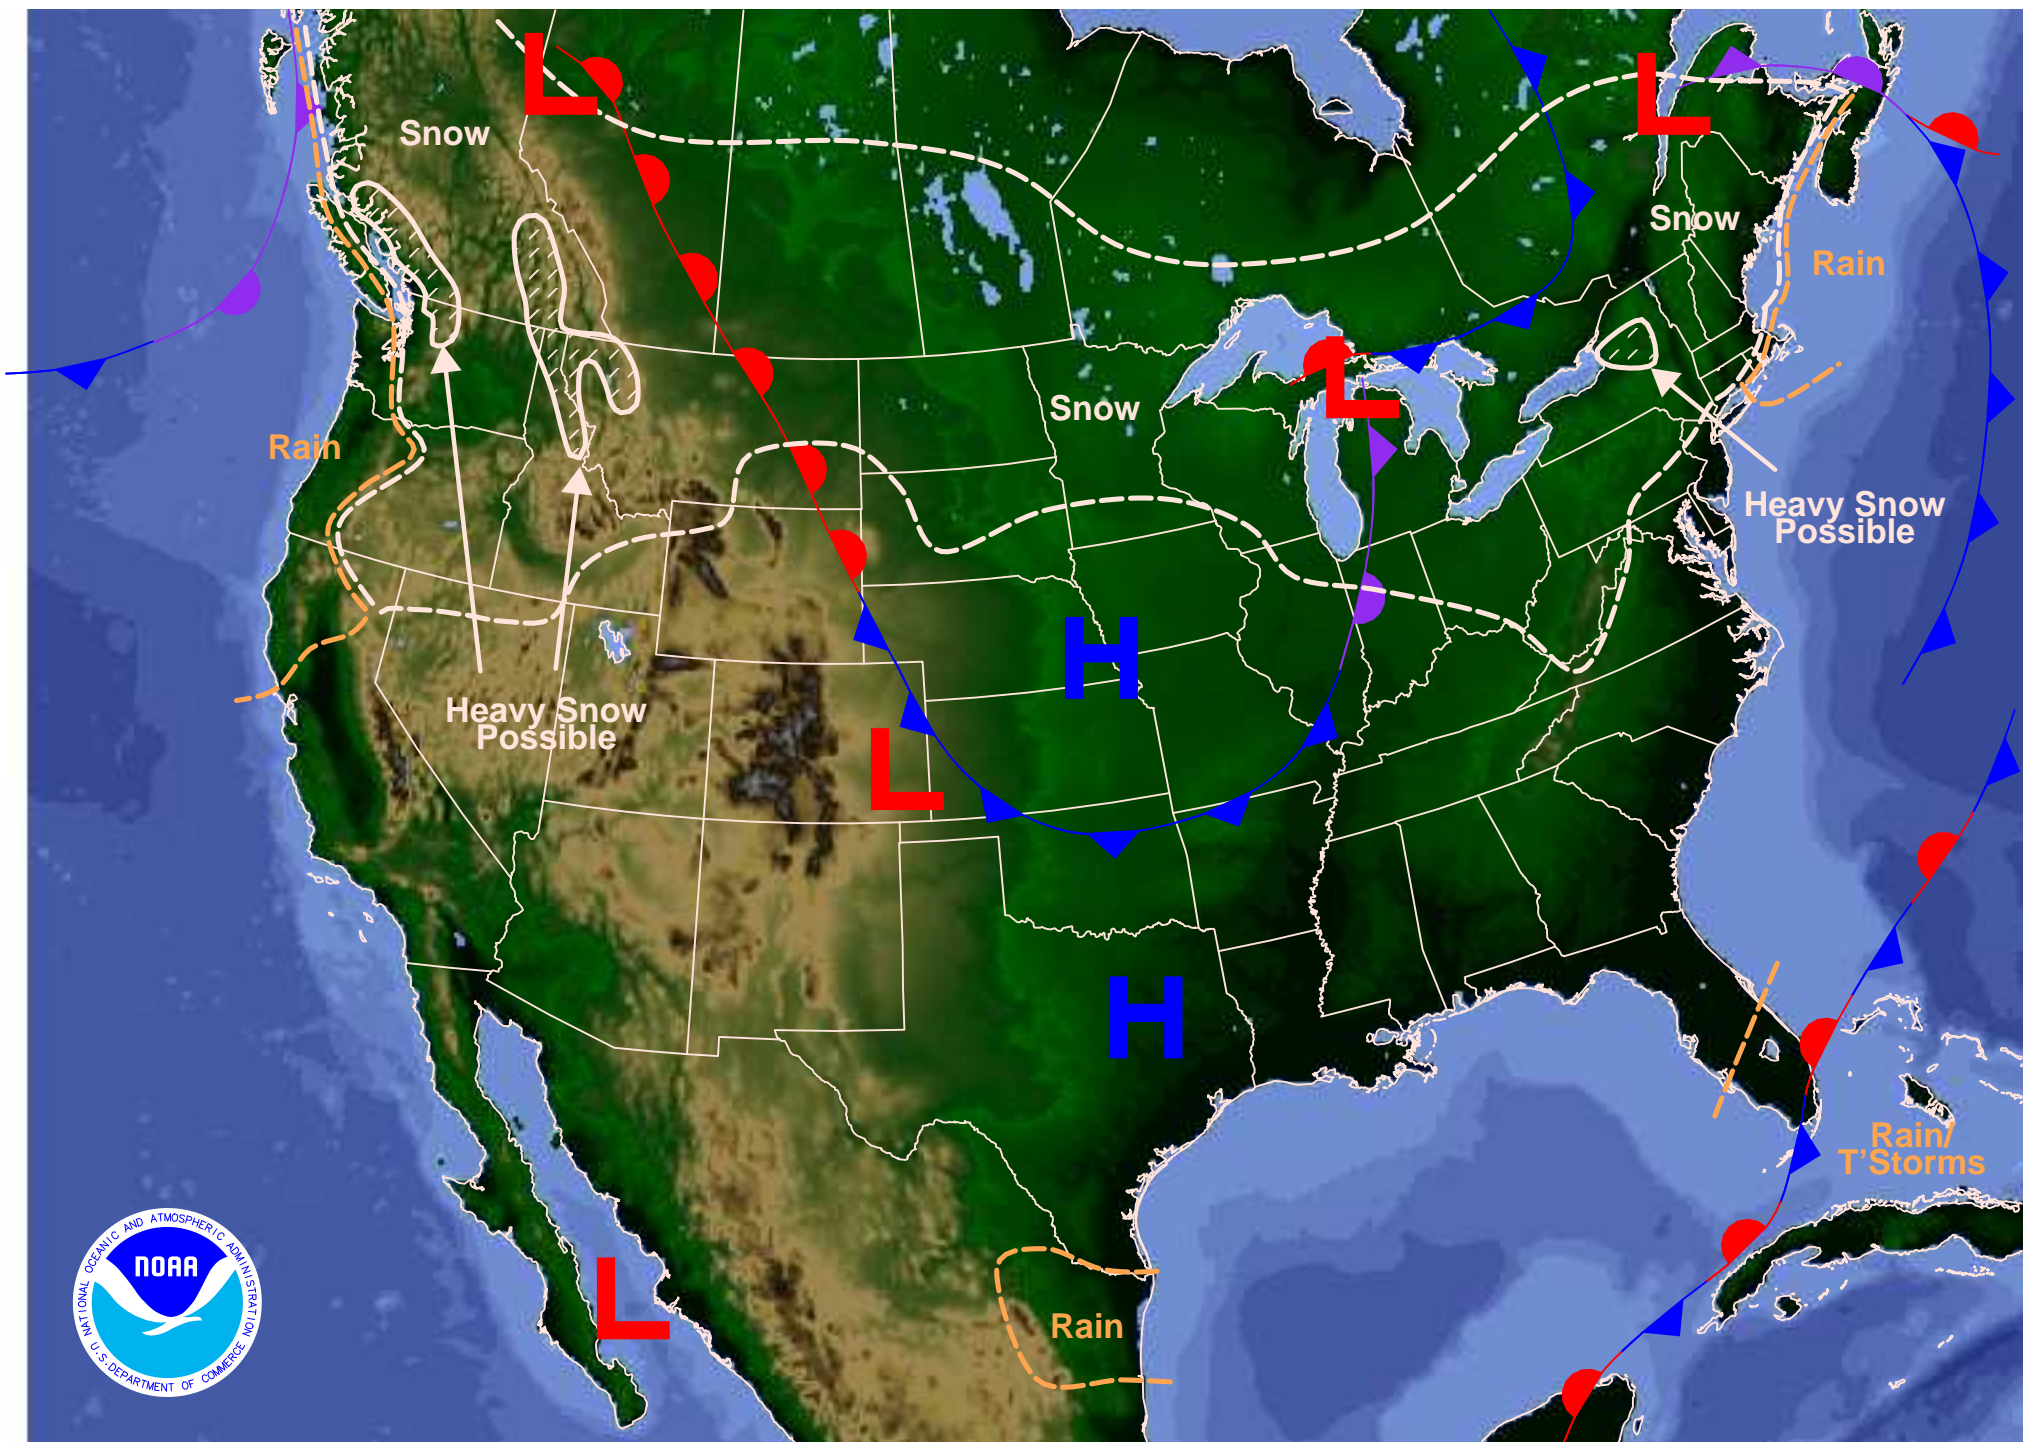 L
L
Snow
Snow
Rain
L
Snow
Rain
Heavy Snow
Possible
H
Heavy Snow
Possible
L
H
Rain/
T'Storms
L
Rain
NATIONAL OCEANIC AND ATMOSPHERIC ADMINISTRATION
NOAA
U.S. DEPARTMENT OF COMMERCE